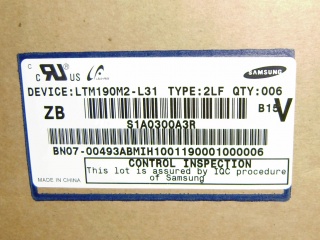 c RU US SAMSUNG
DEVICE:LTM190M2-L31 TYPE:2LF QTY:006
ZB B15 V
S1A0300A3R
BN07-00493ABMIH1001190001000006
CONTROL INSPECTION
This lot is assured by IQC procedure
of Samsung
MADE IN CHINA